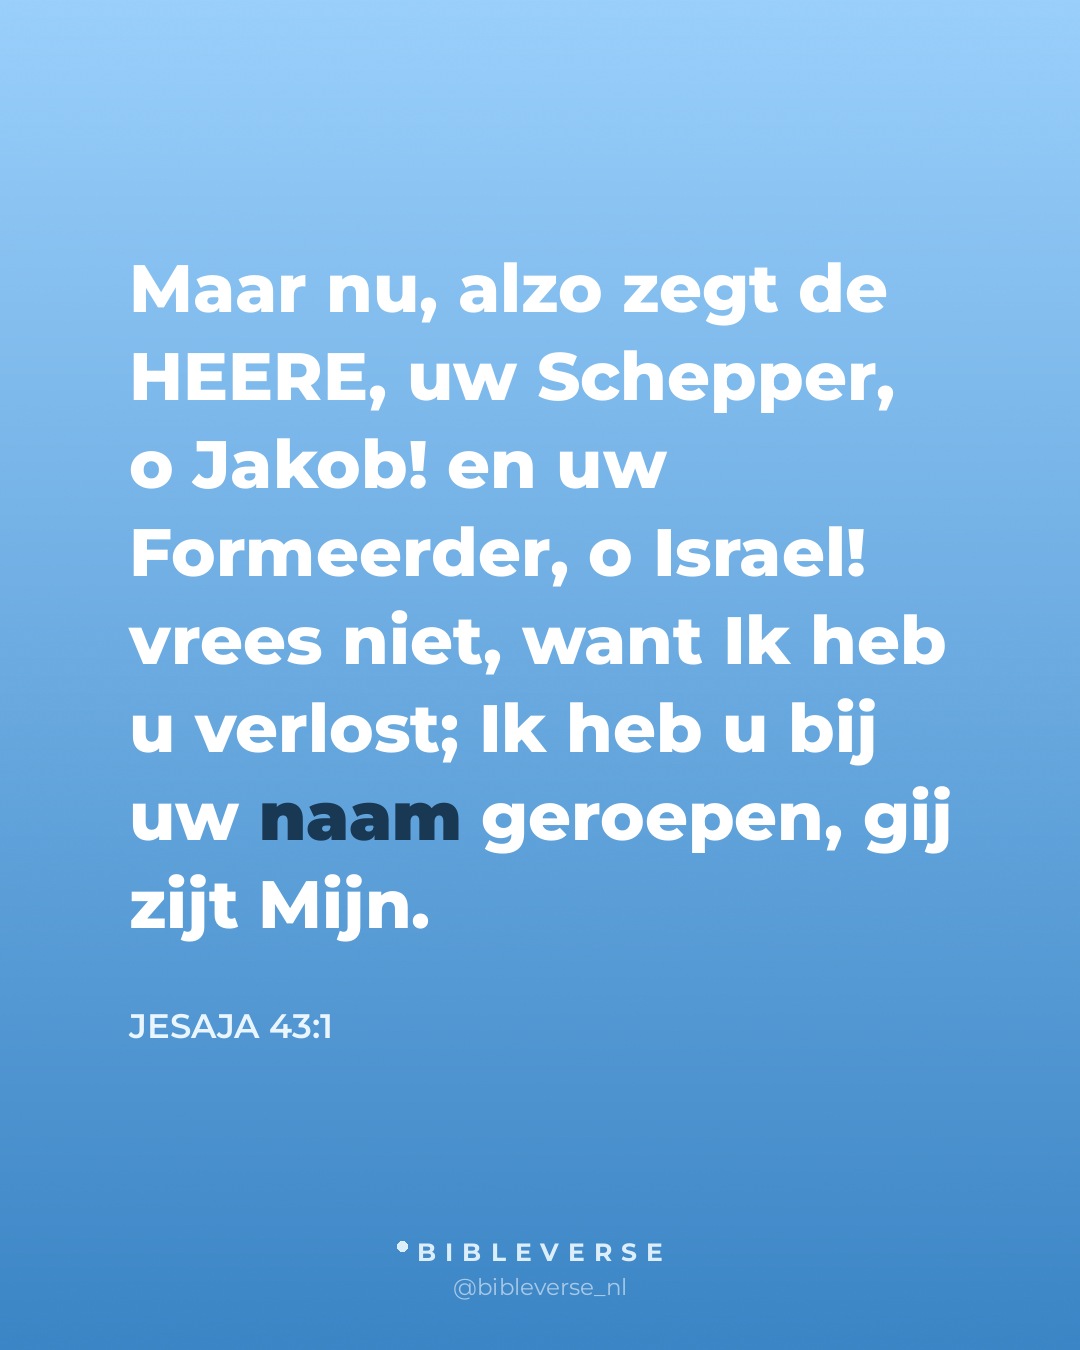 Maar nu, alzo zegt de
HEERE, uw Schepper,
o Jakob! en uw
Formeerder, o Israel!
vrees niet, want Ik heb
u verlost; Ik heb u bij
uw naam geroepen, gij
zijt Mijn.
JESAJA 43:1
BIBLEVERSE
@bibleverse_nl